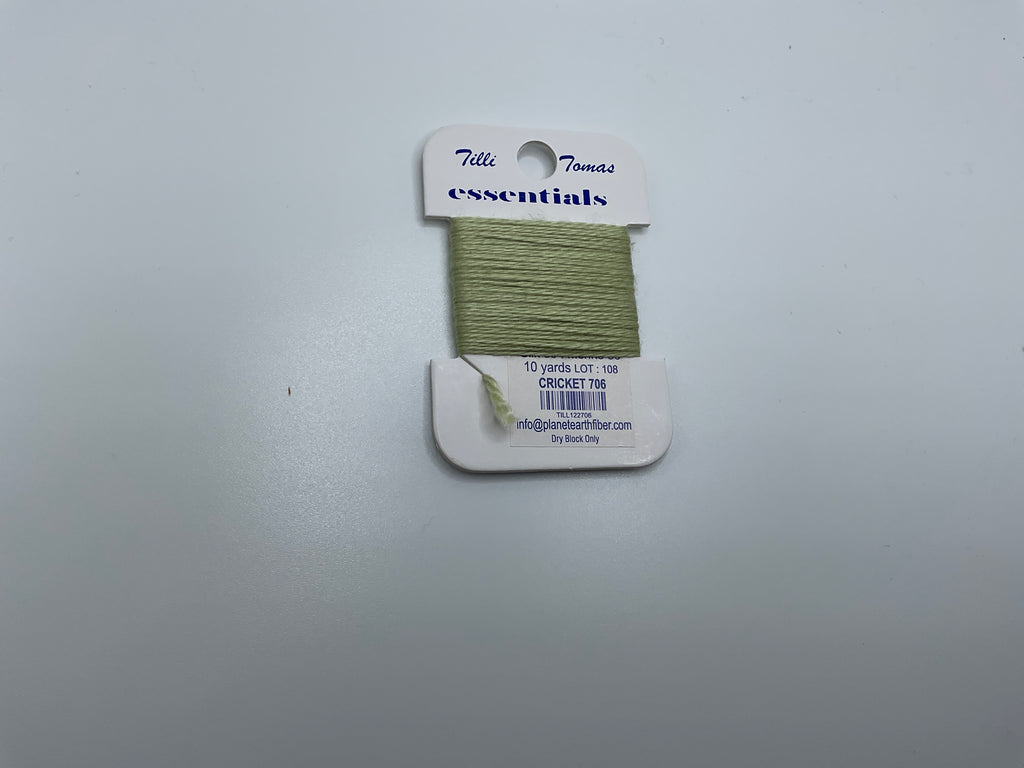 Tilli Tomas
essentials
10 yards LOT : 108
CRICKET 706
TILL122706
info@planetearthfiber.com
Dry Block Only